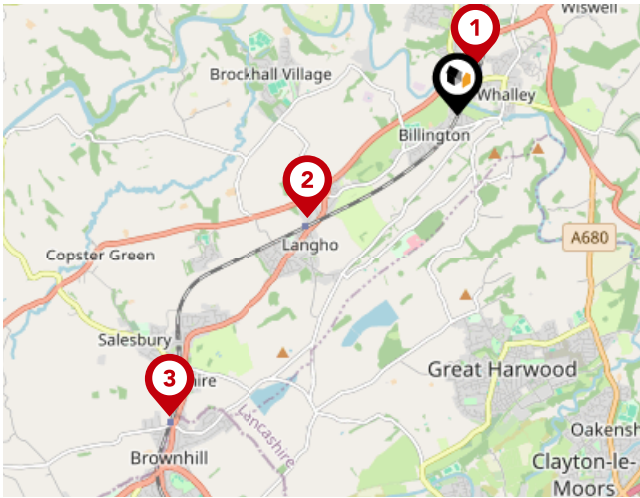 Wiswell
1
Brockhall Village
Whalley
Billington
2
Langho
A680
Copster Green
Salesbury
Great Harwood
3
hire
Lancashire
Oakensh
Brownhill
Clayton-le-
Moors